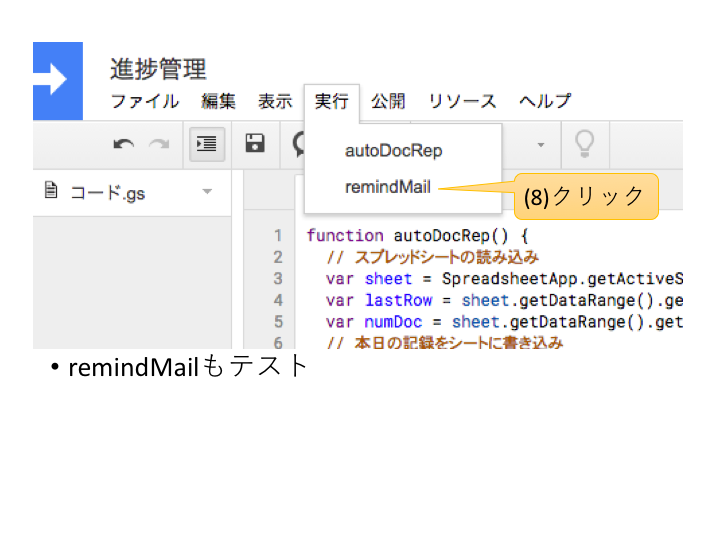 進捗管理
ファイル 編集 表示 実行 公開 リソース ヘルプ
autoDocRep
remindMail
(8)クリック
コード.gs
1 function autoDocRep() {
2 // スプレッドシートの読み込み
3 var sheet = SpreadsheetApp.getActiveS
4 var lastRow = sheet.getDataRange().ge
5 var numDoc = sheet.getDataRange().get
6 // 本日の記録をシートに書き込み
• remindMailもテスト